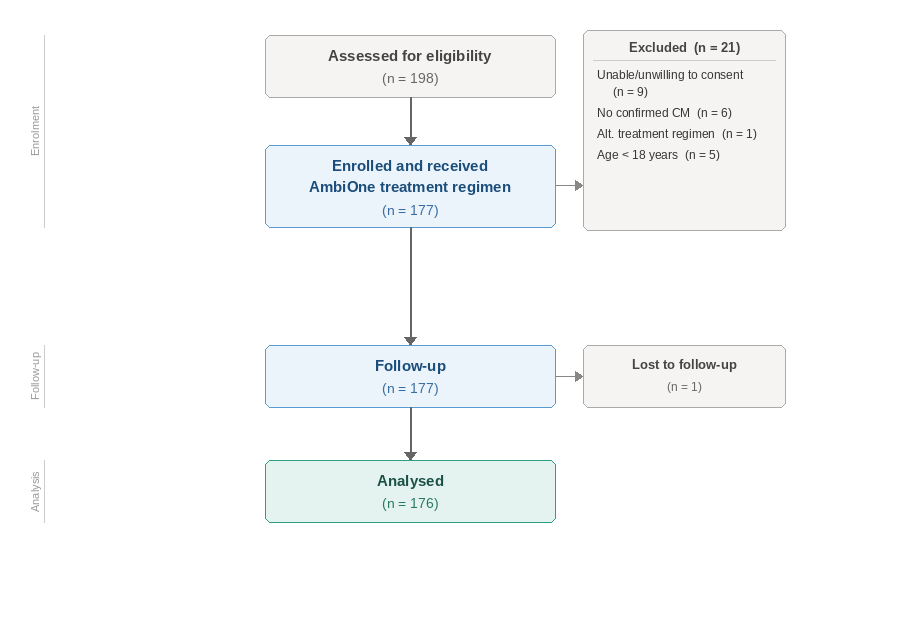 Enrolment
Assessed for eligibility
(n = 198)
Excluded (n = 21)
Unable/unwilling to consent
(n = 9)
No confirmed CM (n = 6)
Alt. treatment regimen (n = 1)
Age < 18 years (n = 5)
Enrolled and received
AmbiOne treatment regimen
(n = 177)
Follow-up
Follow-up
(n = 177)
Lost to follow-up
(n = 1)
Analysis
Analysed
(n = 176)